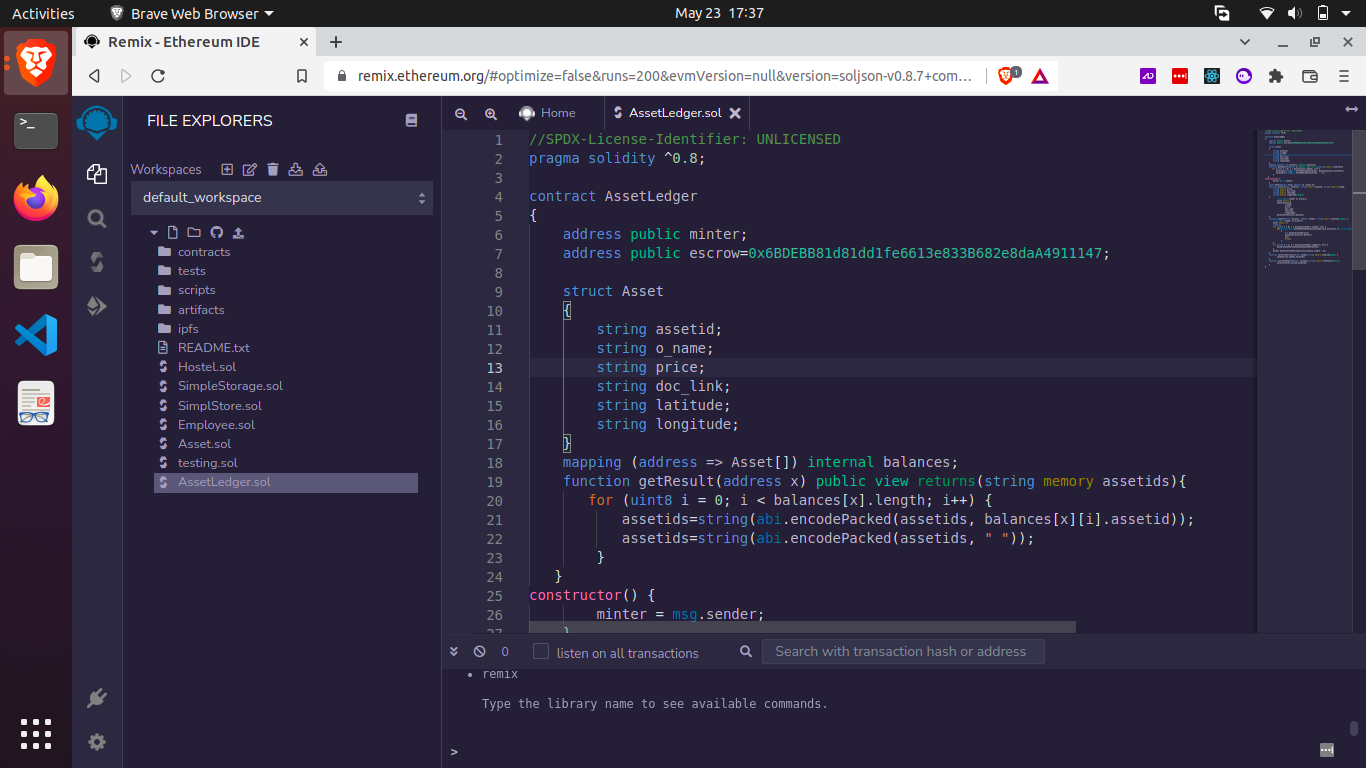 Activities
Brave Web Browser
May 23 17:37
Remix - Ethereum IDE
remix.ethereum.org/#optimize=false&runs=200&evmVersion=null&version=soljson-v0.8.7+com…
1
FILE EXPLORERS
Workspaces
default_workspace
contracts
tests
scripts
artifacts
ipfs
README.txt
Hostel.sol
SimpleStorage.sol
SimplStore.sol
Employee.sol
Asset.sol
testing.sol
AssetLedger.sol
Home
AssetLedger.sol
1 //SPDX-License-Identifier: UNLICENSED
2 pragma solidity ^0.8;
3
4 contract AssetLedger
5 {
6 address public minter;
7 address public escrow=0x6BDEBB81d81dd1fe6613e833B682e8daA4911147;
8
9 struct Asset
10 {
11 string assetid;
12 string o_name;
13 string price;
14 string doc_link;
15 string latitude;
16 string longitude;
17 }
18 mapping (address => Asset[]) internal balances;
19 function getResult(address x) public view returns(string memory assetids){
20 for (uint8 i = 0; i < balances[x].length; i++) {
21 assetids=string(abi.encodePacked(assetids, balances[x][i].assetid));
22 assetids=string(abi.encodePacked(assetids, " "));
23 }
24 }
25 constructor() {
26 minter = msg.sender;
27 }
0
listen on all transactions
Search with transaction hash or address
• remix
Type the library name to see available commands.
>